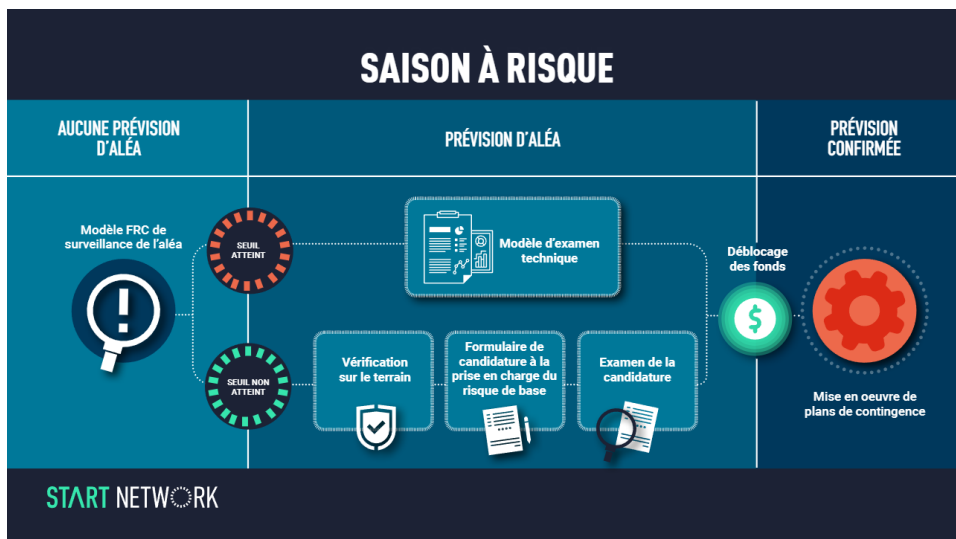 SAISON À RISQUE
AUCUNE PRÉVISION
D'ALÉA
PRÉVISION D'ALÉA
PRÉVISION
CONFIRMÉE
Modèle FRC de
surveillance de l'aléa
SEUIL
ATTEINT
Modèle d'examen
technique
Déblocage
des fonds
$
SEUIL NON
ATTEINT
Vérification
sur le terrain
Formulaire de
candidature à la
prise en charge du
risque de base
Examen de la
candidature
Mise en oeuvre de
plans de contingence
START NETWORK